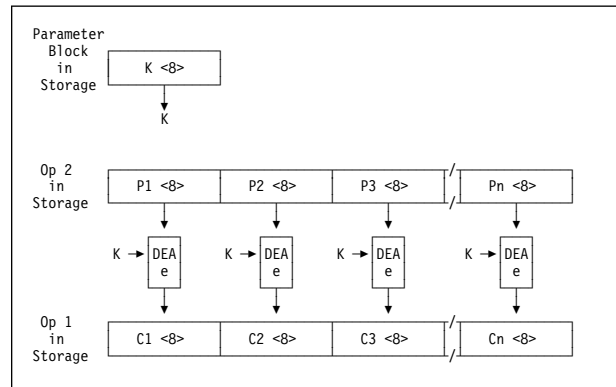 Parameter
Block
in
Storage
K <8>
K
Op 2
in
Storage
P1 <8> P2 <8> P3 <8> Pn <8>
K DEA e K DEA e K DEA e K DEA e
Op 1
in
Storage
C1 <8> C2 <8> C3 <8> Cn <8>